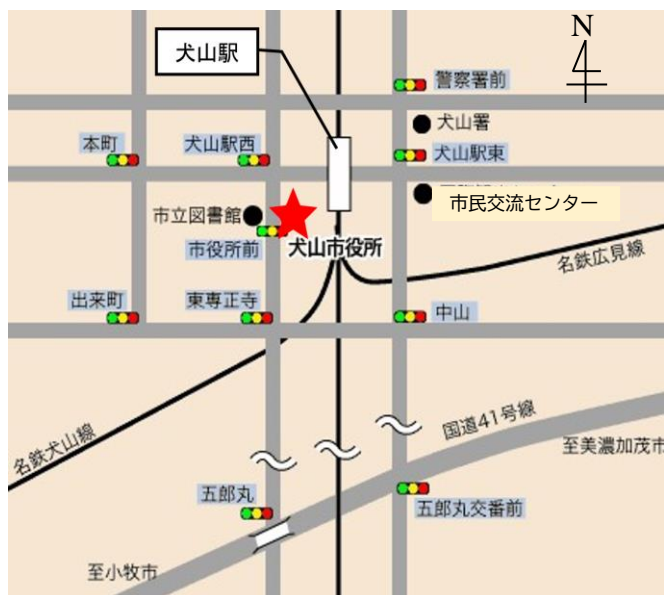 N
犬山駅
警察署前
犬山署
本町
犬山駅西
犬山駅東
市民交流センター
市立図書館
市役所前
犬山市役所
名鉄広見線
出来町
東専正寺
中山
国道41号線
名鉄犬山線
至美濃加茂市
五郎丸
五郎丸交番前
至小牧市